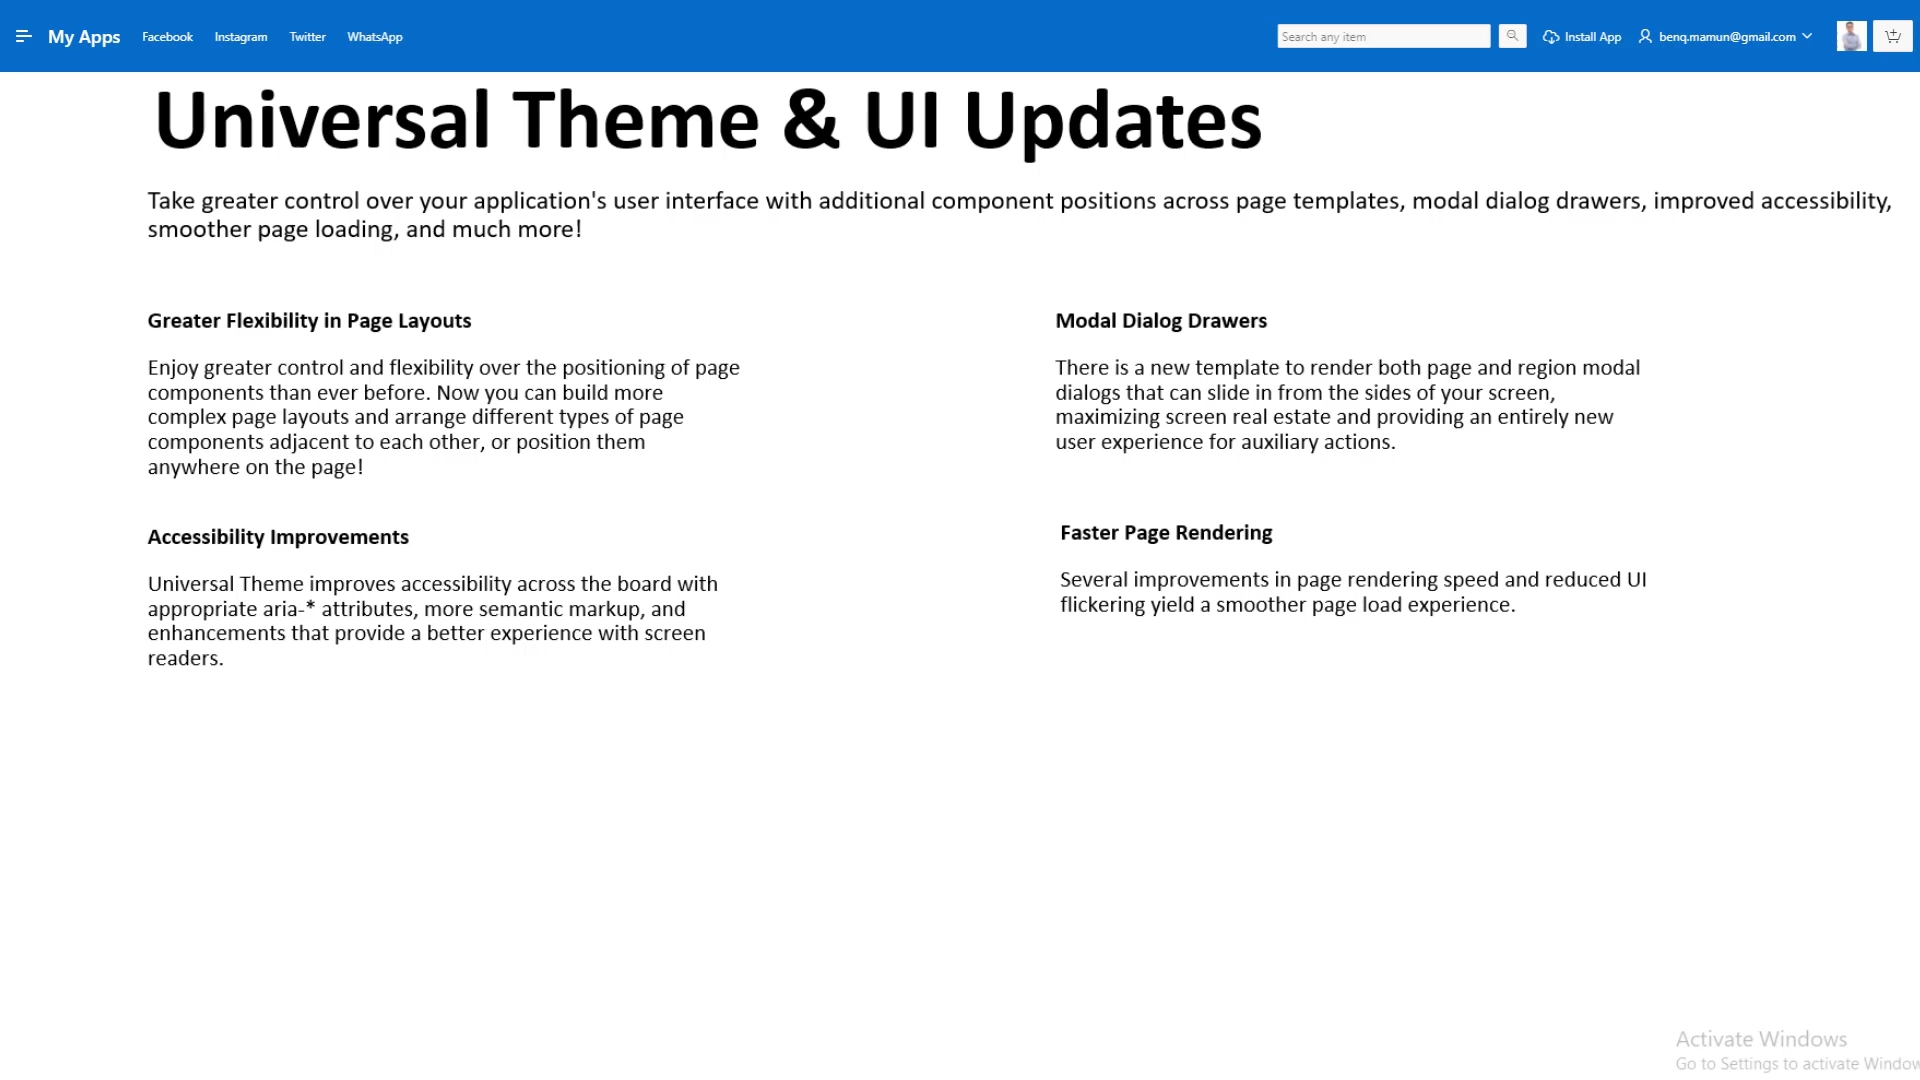 My Apps Facebook Instagram Twitter WhatsApp Search any item Install App benq.mamun@gmail.com
Universal Theme & UI Updates
Take greater control over your application's user interface with additional component positions across page templates, modal dialog drawers, improved accessibility,
smoother page loading, and much more!
Greater Flexibility in Page Layouts
Enjoy greater control and flexibility over the positioning of page
components than ever before. Now you can build more
complex page layouts and arrange different types of page
components adjacent to each other, or position them
anywhere on the page!
Modal Dialog Drawers
There is a new template to render both page and region modal
dialogs that can slide in from the sides of your screen,
maximizing screen real estate and providing an entirely new
user experience for auxiliary actions.
Accessibility Improvements
Universal Theme improves accessibility across the board with
appropriate aria-* attributes, more semantic markup, and
enhancements that provide a better experience with screen
readers.
Faster Page Rendering
Several improvements in page rendering speed and reduced UI
flickering yield a smoother page load experience.
Activate Windows
Go to Settings to activate Window